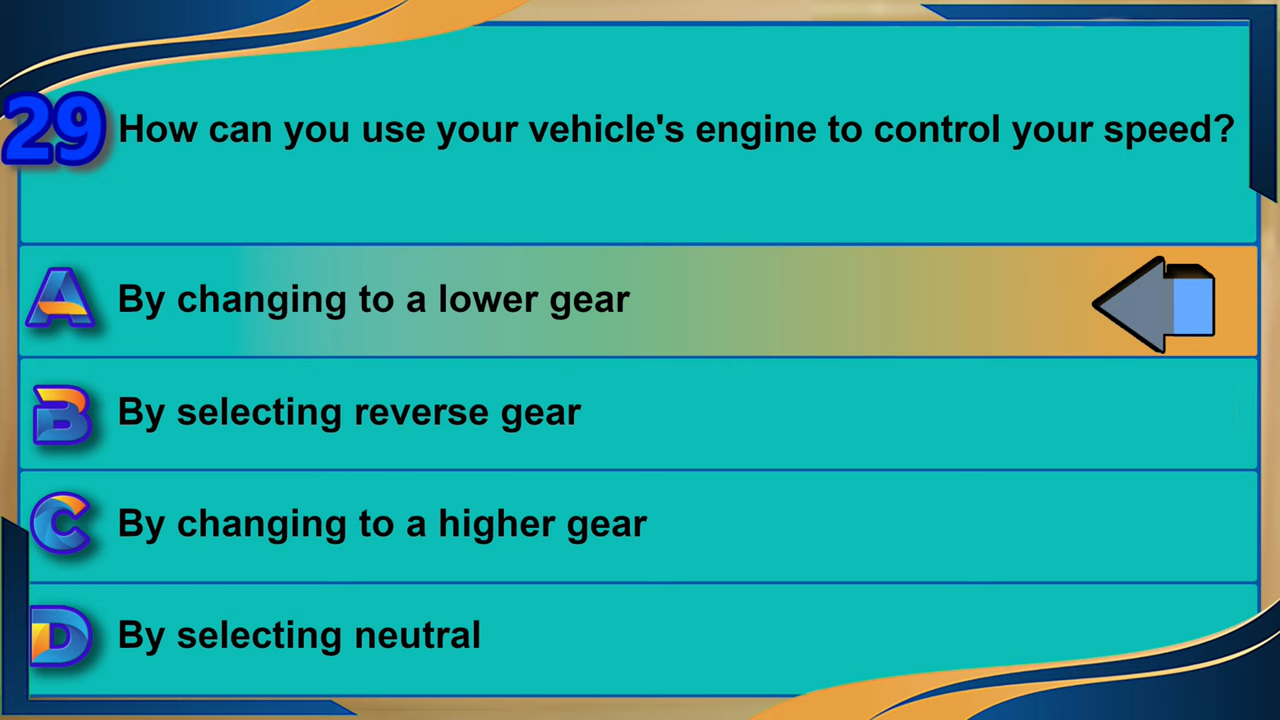 29 How can you use your vehicle's engine to control your speed?
A By changing to a lower gear
B By selecting reverse gear
C By changing to a higher gear
D By selecting neutral